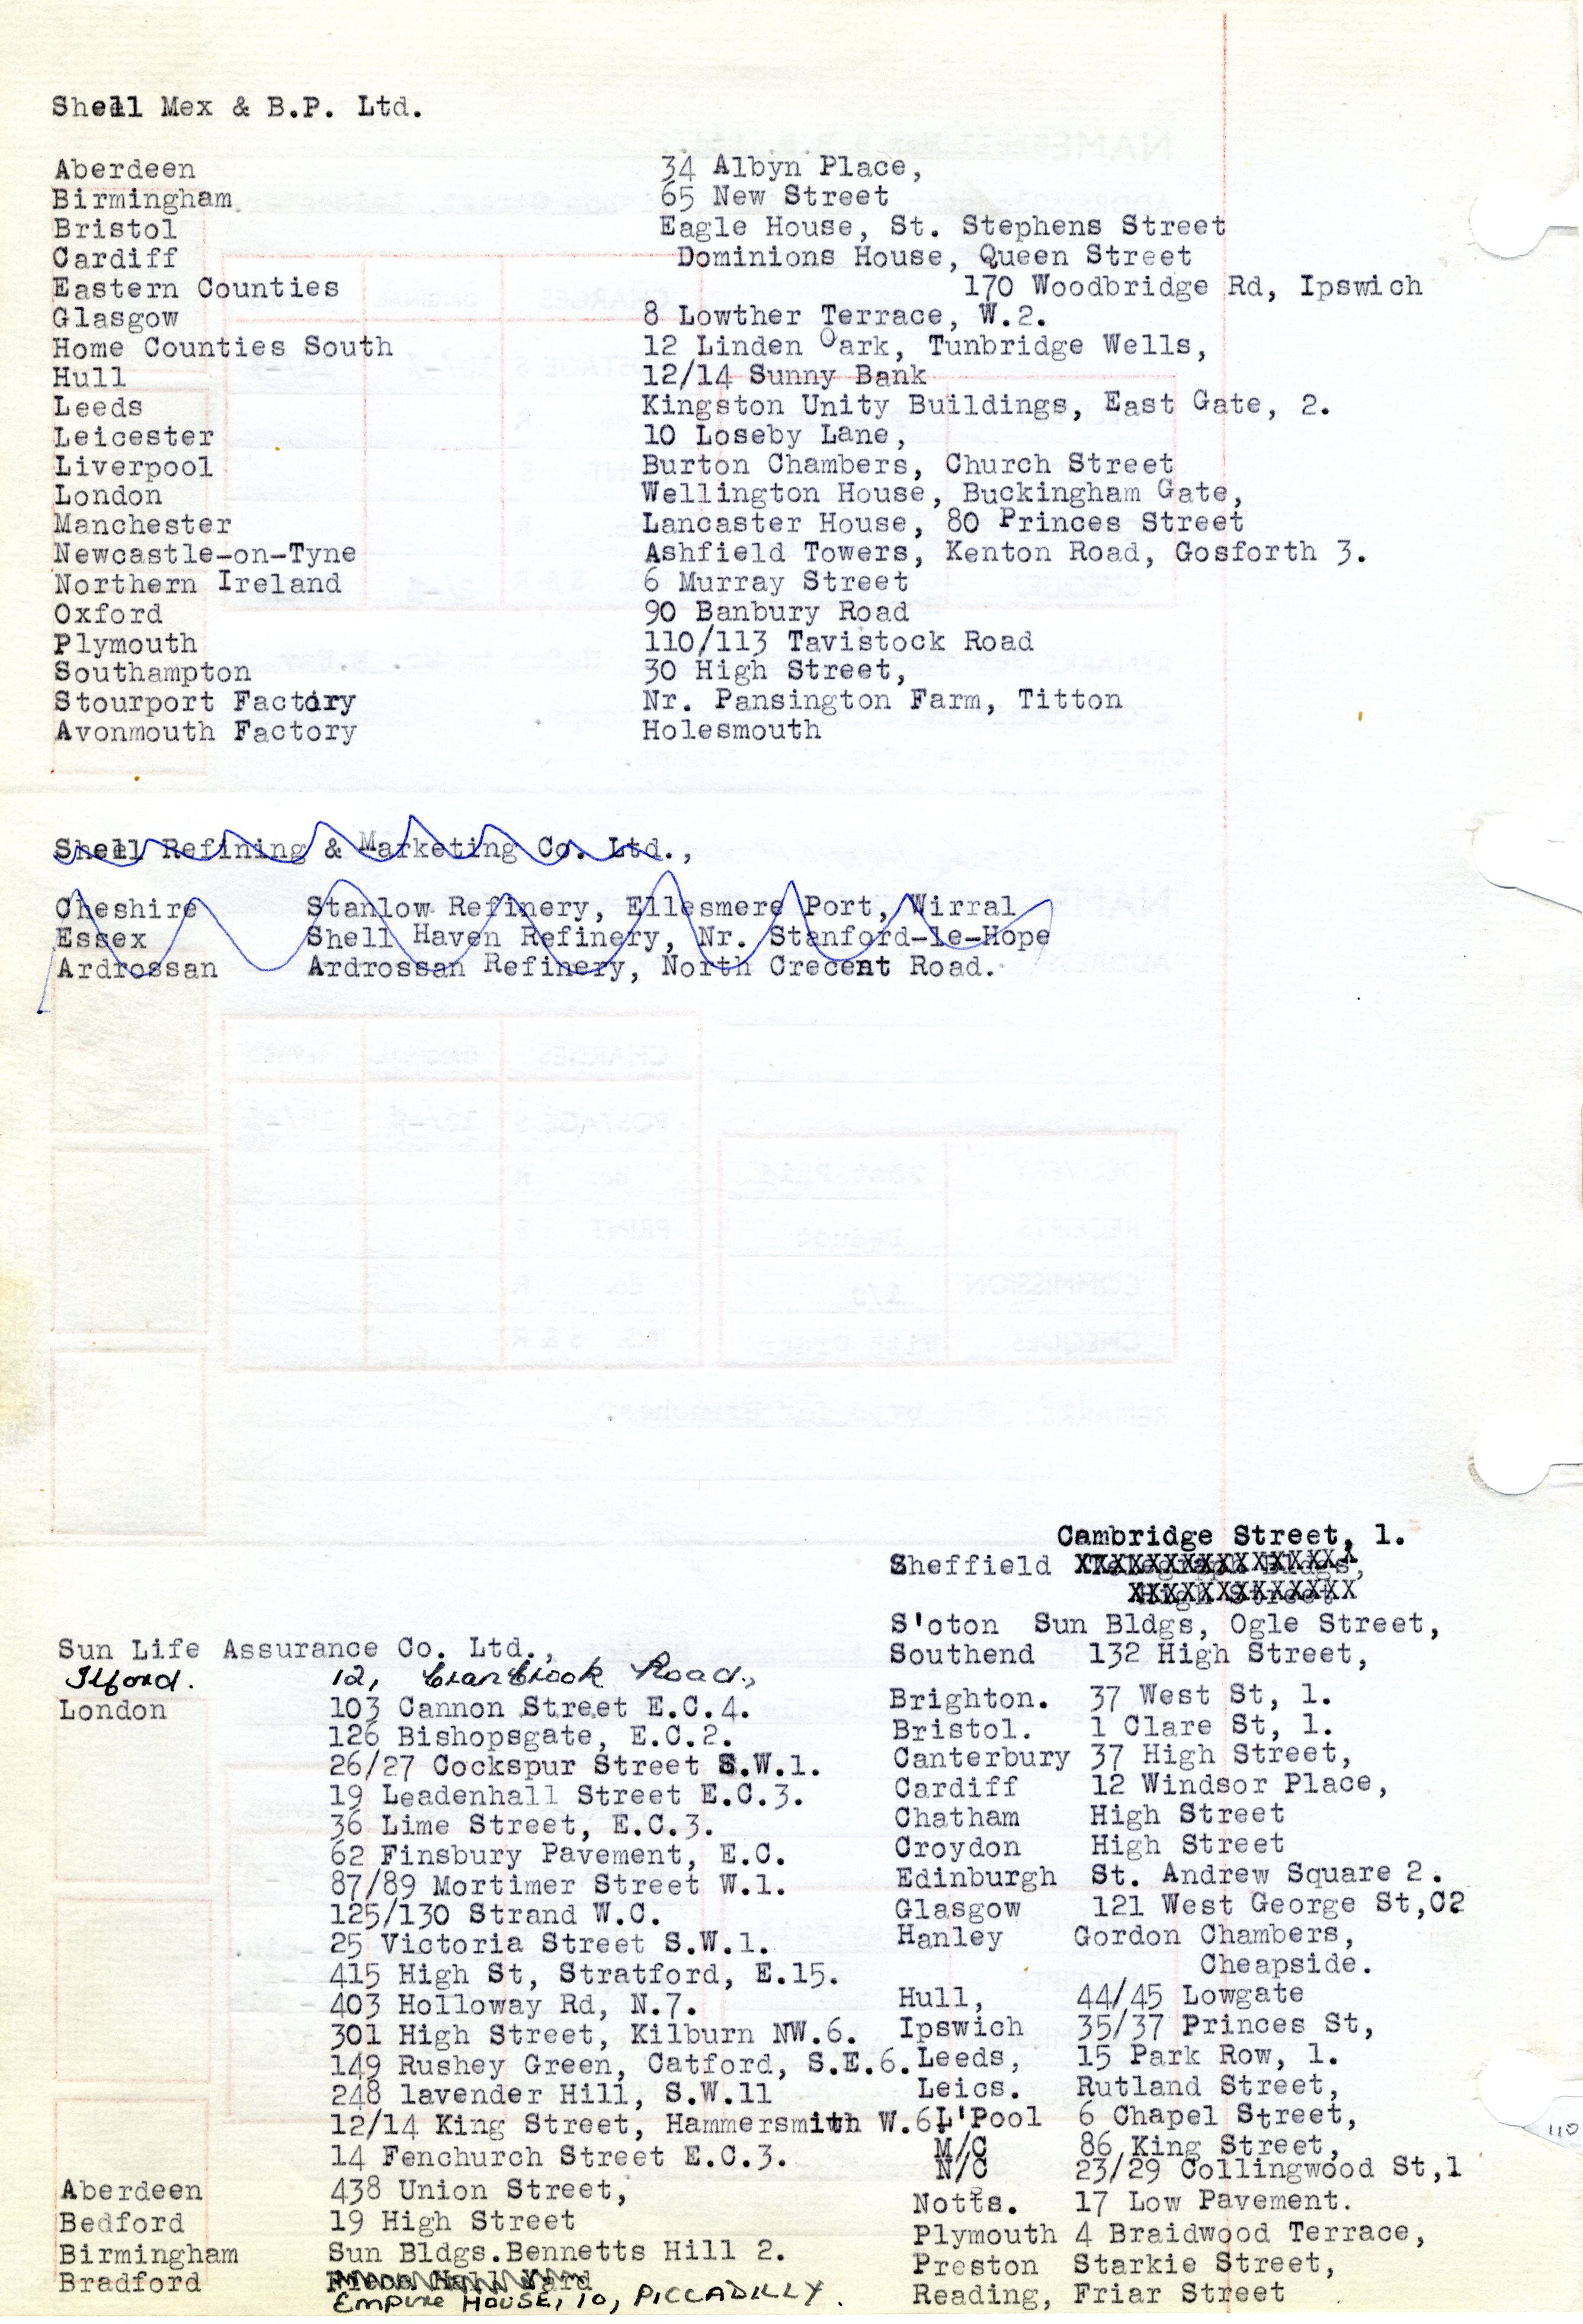 Shell Mex & B.P. Ltd.
Aberdeen 34 Albyn Place,
Birmingham 65 New Street
Bristol Eagle House, St. Stephens Street
Cardiff Dominions House, Queen Street
Eastern Counties 170 Woodbridge Rd, Ipswich
Glasgow 8 Lowther Terrace, W.2.
Home Counties South 12 Linden Oark, Tunbridge Wells,
Hull 12/14 Sunny Bank
Leeds Kingston Unity Buildings, East Gate, 2.
Leicester 10 Loseby Lane,
Liverpool Burton Chambers, Church Street
London Wellington House, Buckingham Gate,
Manchester Lancaster House, 80 Princes Street
Newcastle-on-Tyne Ashfield Towers, Kenton Road, Gosforth 3.
Northern Ireland 6 Murray Street
Oxford 90 Banbury Road
Plymouth 110/113 Tavistock Road
Southampton 30 High Street,
Stourport Factory Nr. Pansington Farm, Titton
Avonmouth Factory Holesmouth
Shell Refining & Marketing Co. Ltd.,
Cheshire Stanlow Refinery, Ellesmere Port, Wirral
Essex Shell Haven Refinery, Nr. Stanford-le-Hope
Ardrossan Ardrossan Refinery, North Crecent Road.
Sun Life Assurance Co. Ltd.,
Ilford. 12, Cranbrook Road,
London 103 Cannon Street E.C.4.
126 Bishopsgate, E.C.2.
26/27 Cockspur Street S.W.1.
19 Leadenhall Street E.C.3.
36 Lime Street, E.C.3.
62 Finsbury Pavement, E.C.
87/89 Mortimer Street W.1.
125/130 Strand W.C.
25 Victoria Street S.W.1.
415 High St, Stratford, E.15.
403 Holloway Rd, N.7.
301 High Street, Kilburn NW.6.
149 Rushey Green, Catford, S.E.6.
248 lavender Hill, S.W.11
12/14 King Street, Hammersmith W.6
14 Fenchurch Street E.C.3.
Aberdeen 438 Union Street,
Bedford 19 High Street
Birmingham Sun Bldgs.Bennetts Hill 2.
Bradford
EMPIRE HOUSE, 10, PICCADILLY.
Cambridge Street, 1.
Sheffield
High Street
S'oton Sun Bldgs, Ogle Street,
Southend 132 High Street,
Brighton. 37 West St, 1.
Bristol. 1 Clare St, 1.
Canterbury 37 High Street,
Cardiff 12 Windsor Place,
Chatham High Street
Croydon High Street
Edinburgh St. Andrew Square 2.
Glasgow 121 West George St,C2
Hanley Gordon Chambers,
Cheapside.
Hull, 44/45 Lowgate
Ipswich 35/37 Princes St,
Leeds, 15 Park Row, 1.
Leics. Rutland Street,
L'Pool 6 Chapel Street,
M/C 86 King Street,
N/C 23/29 Collingwood St,1
Notts. 17 Low Pavement.
Plymouth 4 Braidwood Terrace,
Preston Starkie Street,
Reading, Friar Street
110